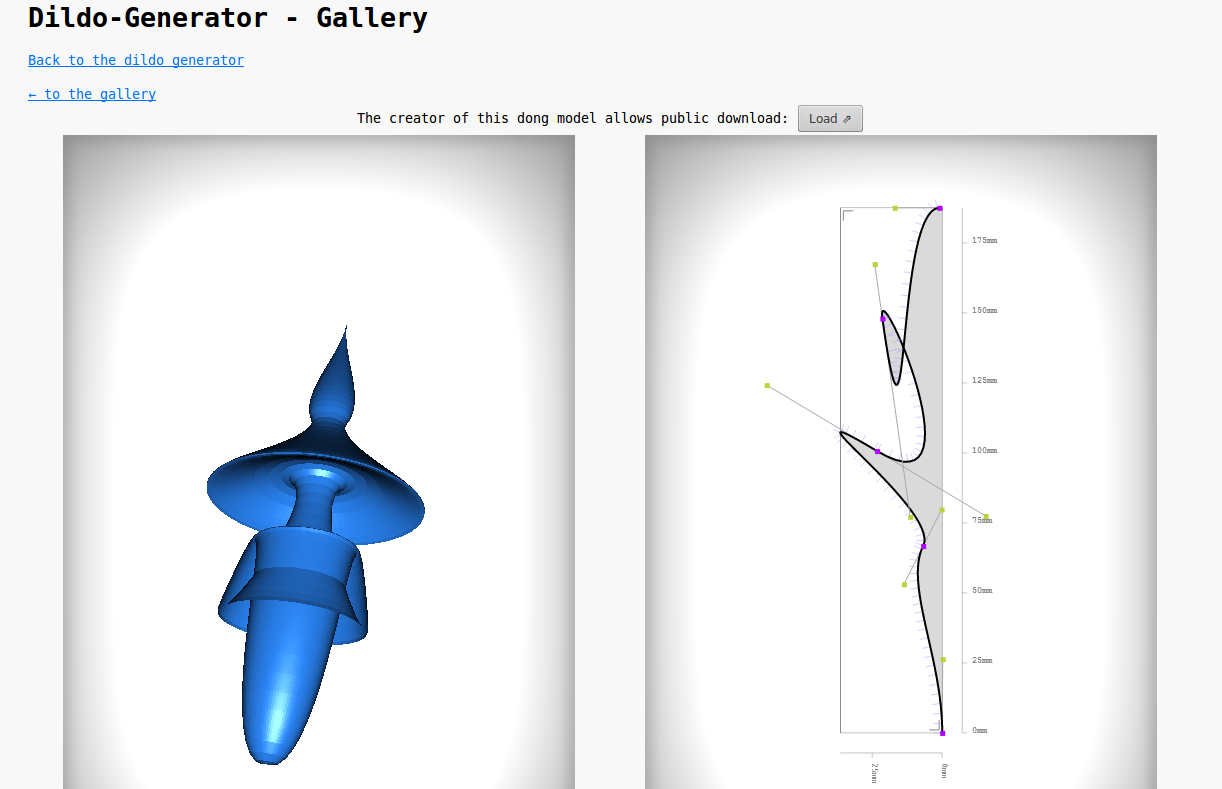 Dildo-Generator - Gallery
Back to the dildo generator
← to the gallery
The creator of this dong model allows public download: Load ⇗
175mm
150mm
125mm
100mm
75mm
50mm
25mm
0mm
25mm
0mm